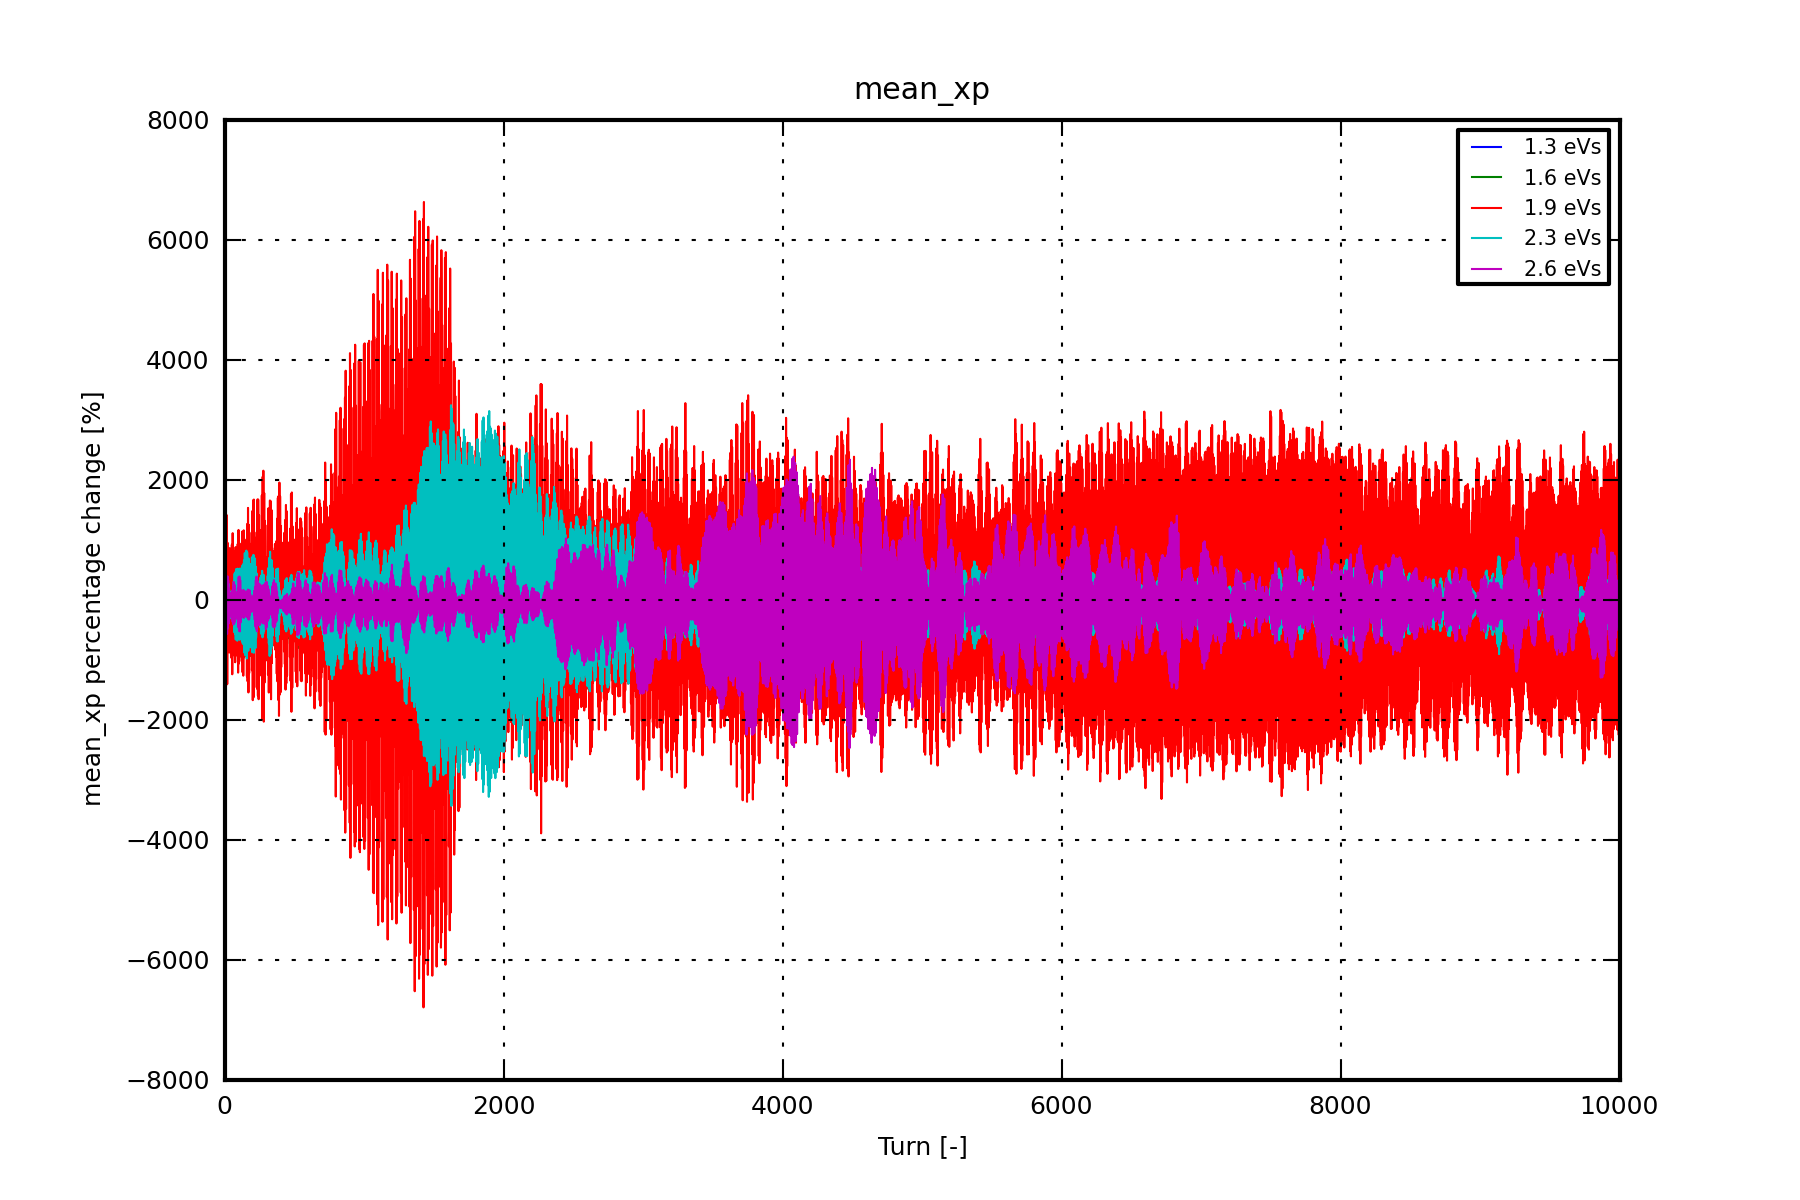 mean_xp
8000
6000
4000
2000
0
−2000
−4000
−6000
−8000
mean_xp percentage change [%]
1.3 eVs
1.6 eVs
1.9 eVs
2.3 eVs
2.6 eVs
0 2000 4000 6000 8000 10000
Turn [-]